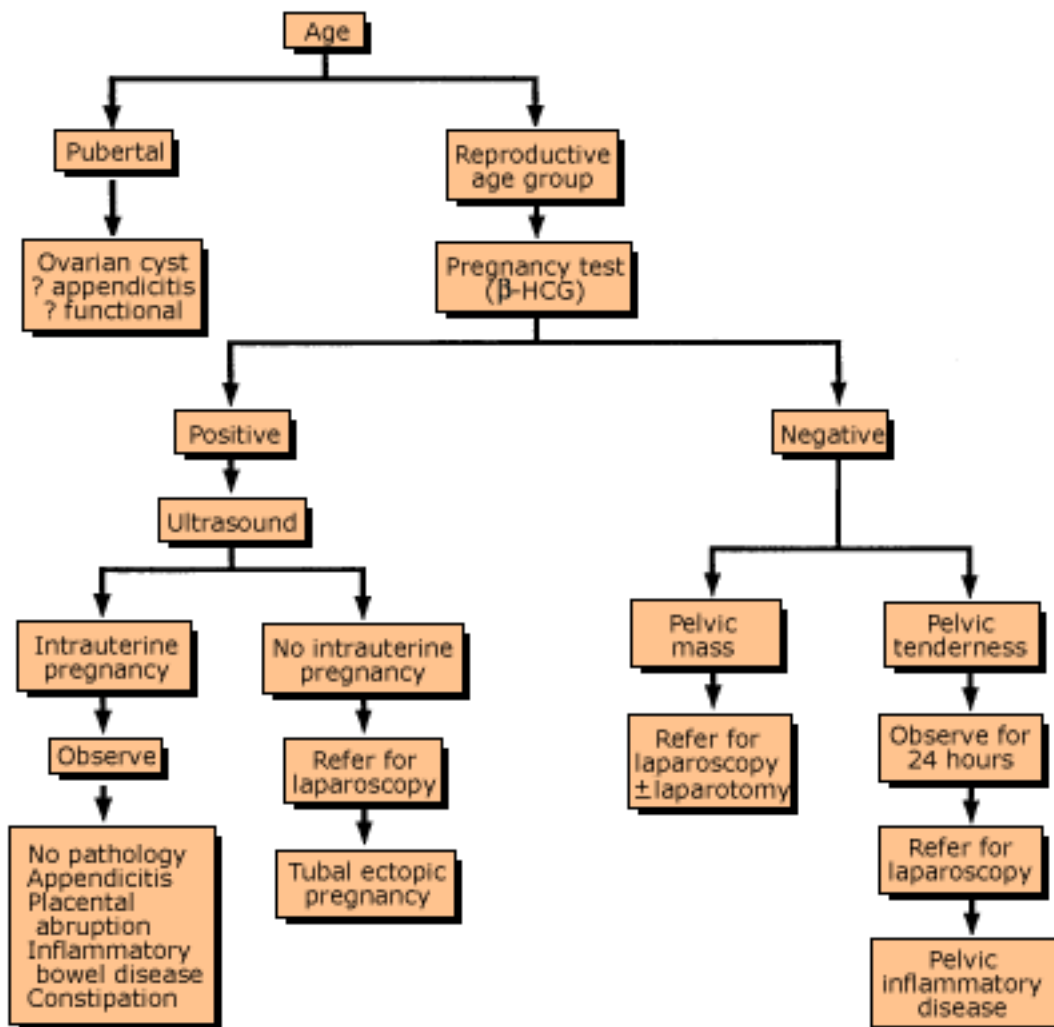 Age
Pubertal
Reproductive
age group
Ovarian cyst
? appendicitis
? functional
Pregnancy test
(β-HCG)
Positive
Negative
Ultrasound
Intrauterine
pregnancy
No intrauterine
pregnancy
Pelvic
mass
Pelvic
tenderness
Observe
Refer for
laparoscopy
Refer for
laparoscopy
±laparotomy
Observe for
24 hours
No pathology
Appendicitis
Placental
abruption
Inflammatory
bowel disease
Constipation
Tubal ectopic
pregnancy
Refer for
laparoscopy
Pelvic
inflammatory
disease